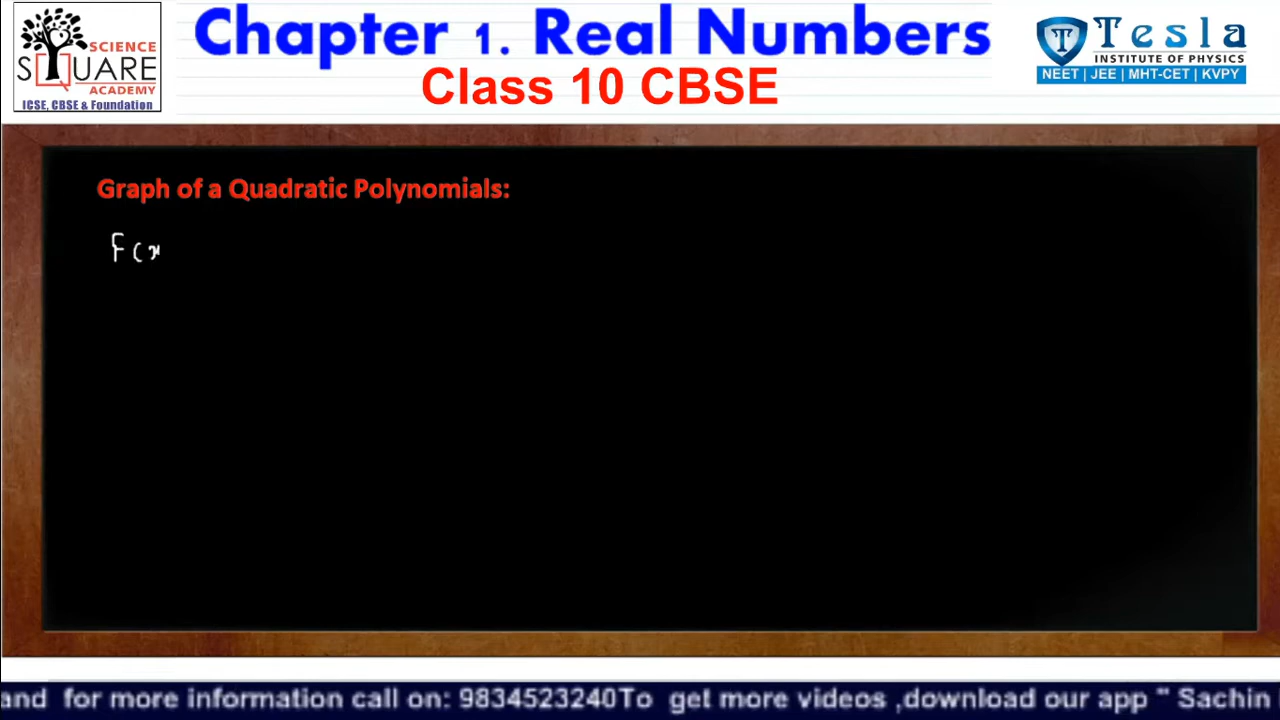 SCIENCE
SQUARE
ACADEMY
ICSE, CBSE & Foundation
Chapter 1. Real Numbers
Class 10 CBSE
Tesla
INSTITUTE OF PHYSICS
NEET | JEE | MHT-CET | KVPY
Graph of a Quadratic Polynomials:
F(x
and for more information call on: 9834523240To get more videos ,download our app " Sachin